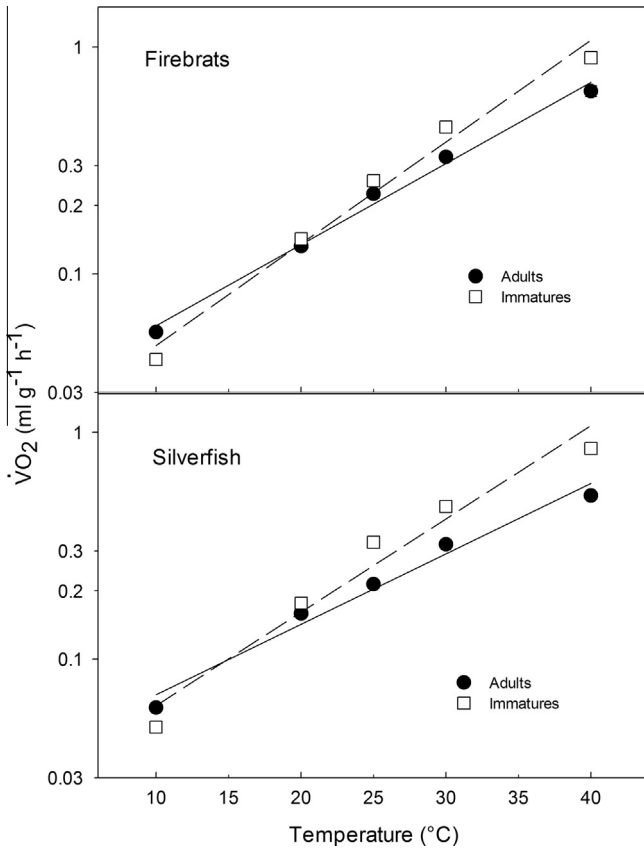 Firebrats
1
0.3
0.2
0.1
0.03
Adults
Immatures
V̇O2 (ml g-1 h-1)
Silverfish
1
0.3
0.2
0.1
0.03
Adults
Immatures
10 15 20 25 30 35 40
Temperature (°C)